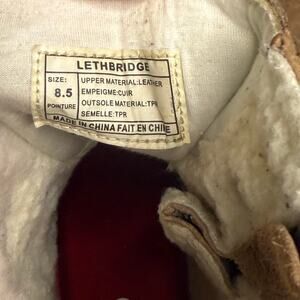 LETHBRIDGE
SIZE:
8.5
POINTURE
UPPER MATERIAL:LEATHER
EMPEIGME:CUIR
OUTSOLE MATERIAL:TPR
SEMELLE:TPR
MADE IN CHINA FAIT EN CHINE